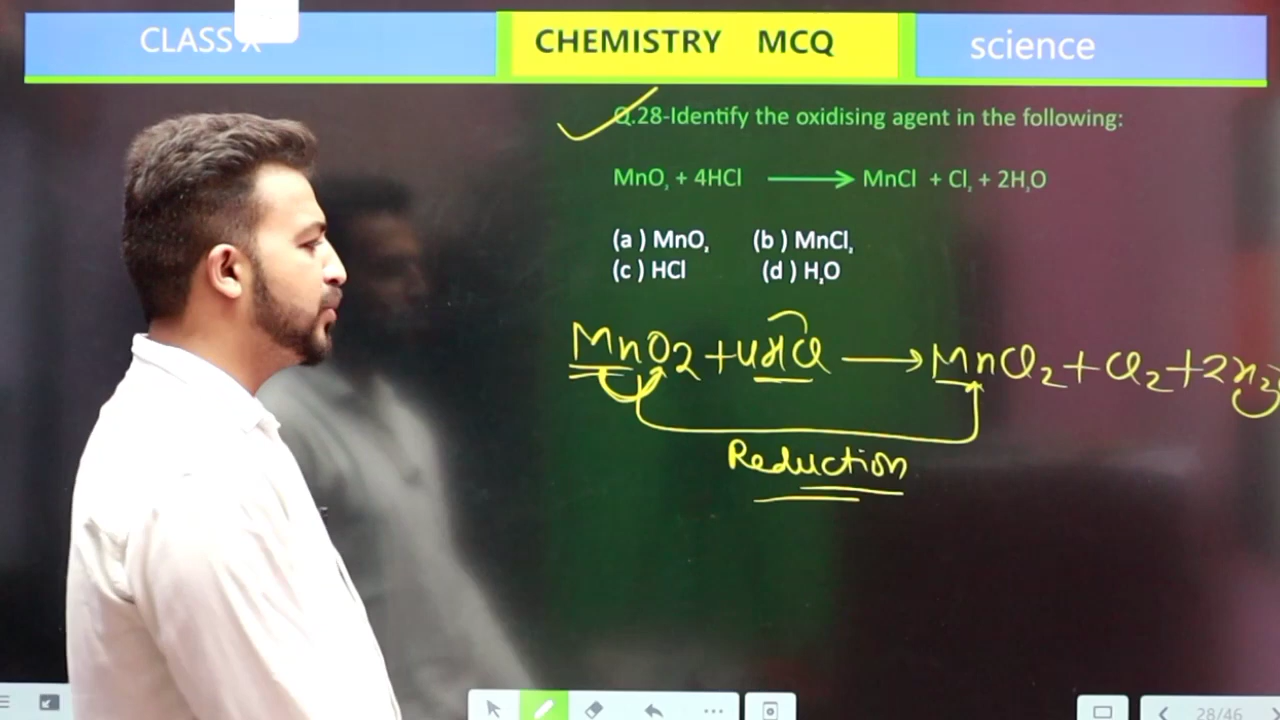 CLASS X
CHEMISTRY MCQ
science
Q.28-Identify the oxidising agent in the following:
MnO₂ + 4HCl ⟶ MnCl + Cl₂ + 2H₂O
(a ) MnO₂ (b ) MnCl₂
(c ) HCl (d ) H₂O
MnO2 + 4HCl ⟶ MnCl2 + Cl2 + 2H2
Reduction
28/46